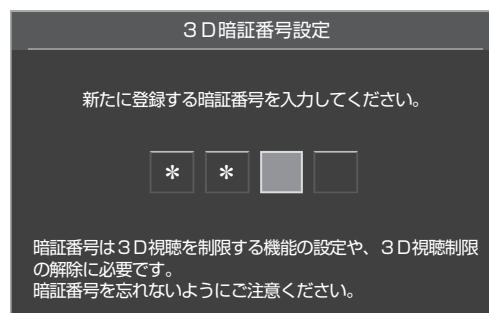 ３Ｄ暗証番号設定
新たに登録する暗証番号を入力してください。
＊ ＊
暗証番号は３Ｄ視聴を制限する機能の設定や、３Ｄ視聴制限
の解除に必要です。
暗証番号を忘れないようにご注意ください。